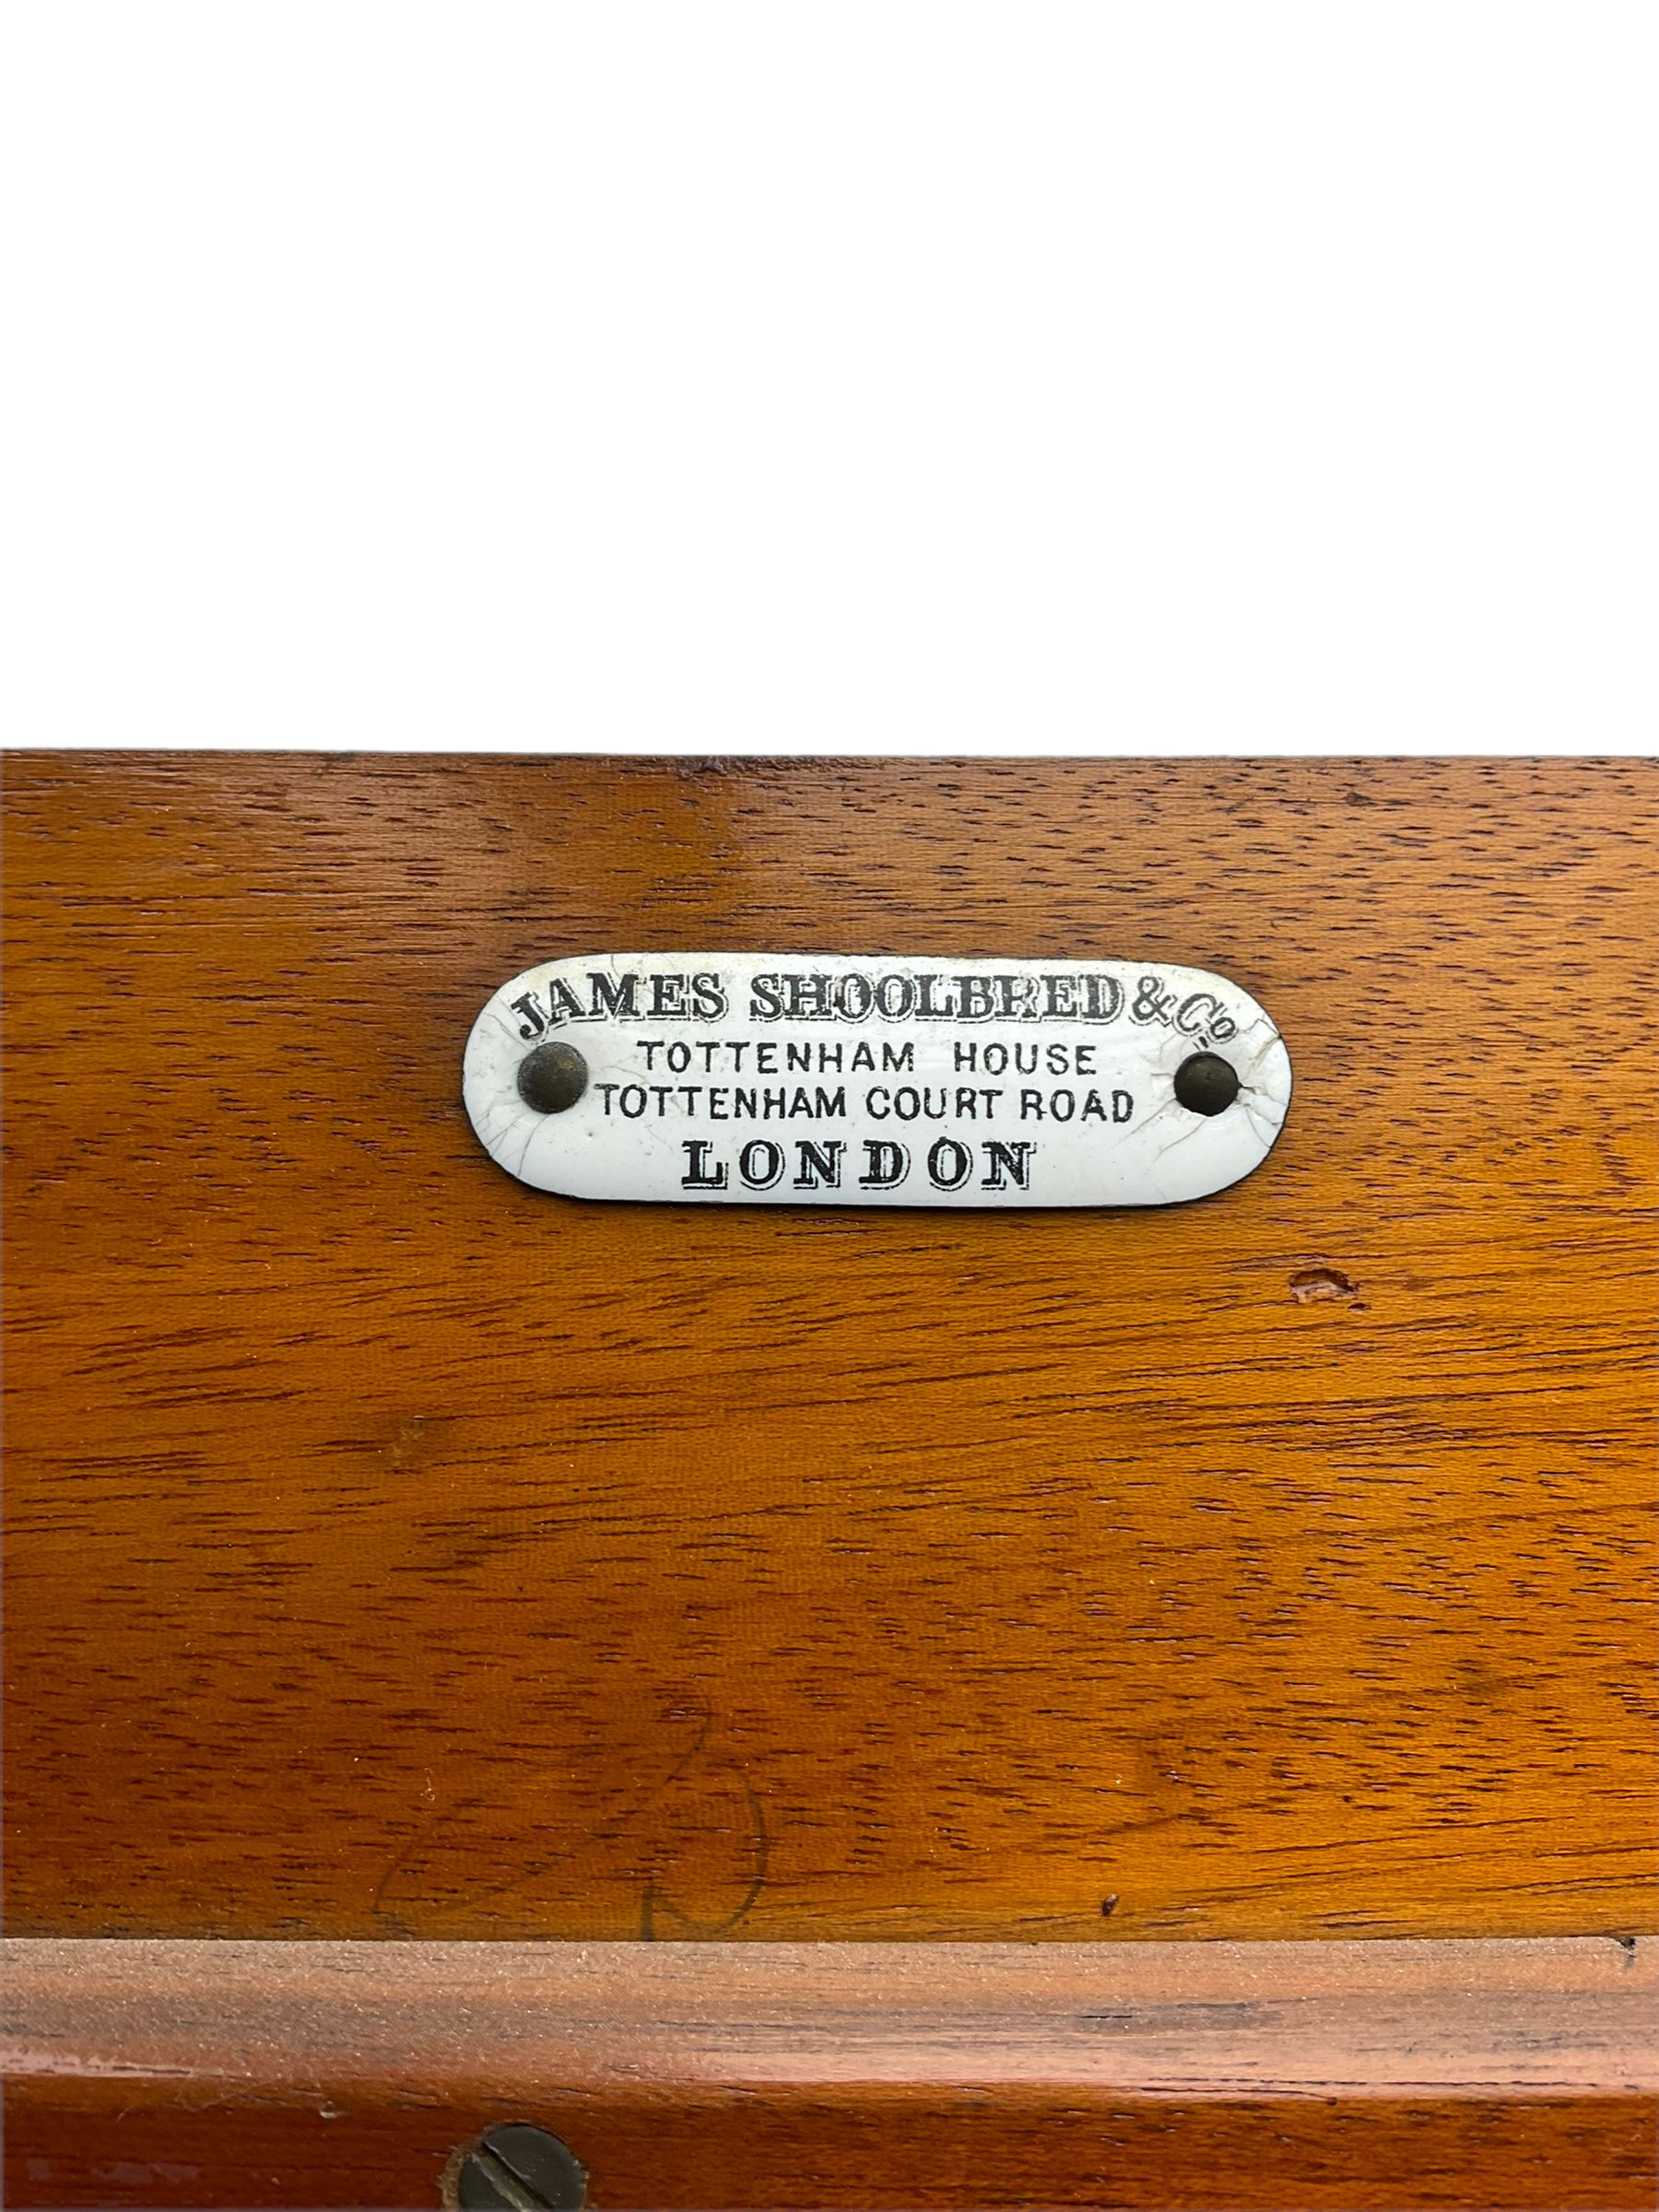 JAMES SHOOLBRED & Co.
TOTTENHAM HOUSE
TOTTENHAM COURT ROAD
LONDON